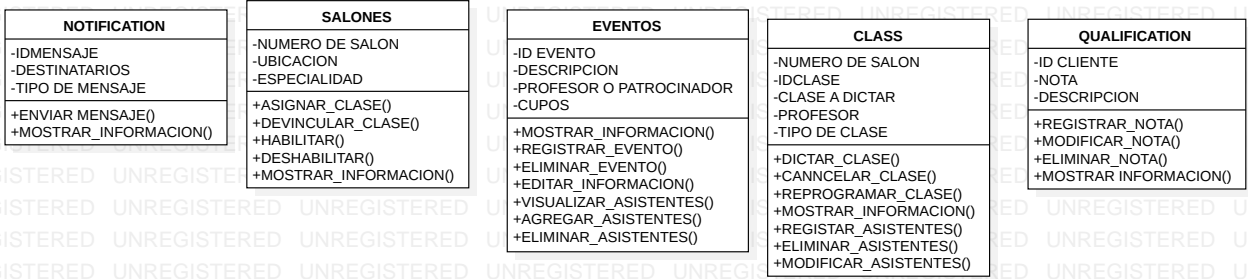 NOTIFICATION
-IDMENSAJE
-DESTINATARIOS
-TIPO DE MENSAJE
+ENVIAR MENSAJE()
+MOSTRAR_INFORMACION()
SALONES
-NUMERO DE SALON
-UBICACION
-ESPECIALIDAD
+ASIGNAR_CLASE()
+DEVINCULAR_CLASE()
+HABILITAR()
+DESHABILITAR()
+MOSTRAR_INFORMACION()
EVENTOS
-ID EVENTO
-DESCRIPCION
-PROFESOR O PATROCINADOR
-CUPOS
+MOSTRAR_INFORMACION()
+REGISTRAR_EVENTO()
+ELIMINAR_EVENTO()
+EDITAR_INFORMACION()
+VISUALIZAR_ASISTENTES()
+AGREGAR_ASISTENTES()
+ELIMINAR_ASISTENTES()
CLASS
-NUMERO DE SALON
-IDCLASE
-CLASE A DICTAR
-PROFESOR
-TIPO DE CLASE
+DICTAR_CLASE()
+CANNCELAR_CLASE()
+REPROGRAMAR_CLASE()
+MOSTRAR_INFORMACION()
+REGISTAR_ASISTENTES()
+ELIMINAR_ASISTENTES()
+MODIFICAR_ASISTENTES()
QUALIFICATION
-ID CLIENTE
-NOTA
-DESCRIPCION
+REGISTRAR_NOTA()
+MODIFICAR_NOTA()
+ELIMINAR_NOTA()
+MOSTRAR INFORMACION()
UNREGISTERED